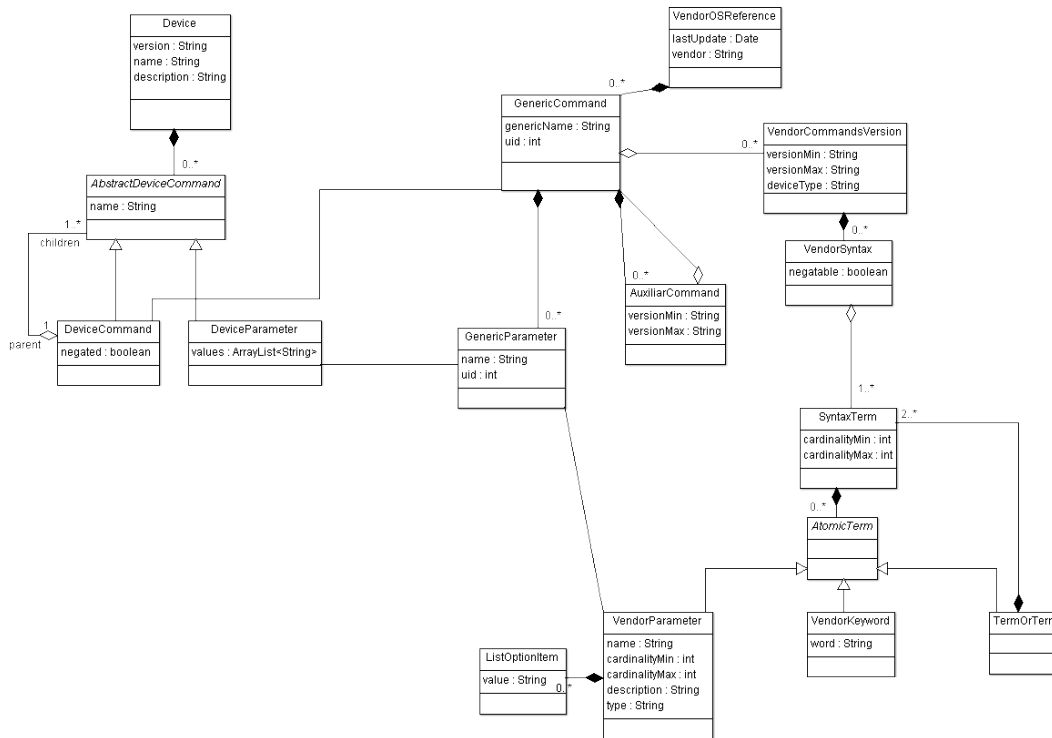 Device
version : String
name : String
description : String
VendorOSReference
lastUpdate : Date
vendor : String
0..*
GenericCommand
genericName : String
uid : int
VendorCommandsVersion
versionMin : String
versionMax : String
deviceType : String
0..*
0..*
AbstractDeviceCommand
name : String
1..*
children
0..*
VendorSyntax
negatable : boolean
0..*
AuxiliarCommand
versionMin : String
versionMax : String
1
parent
DeviceCommand
negated : boolean
DeviceParameter
values : ArrayList<String>
0..*
GenericParameter
name : String
uid : int
1..*
SyntaxTerm
cardinalityMin : int
cardinalityMax : int
2..*
0..*
AtomicTerm
VendorParameter
name : String
cardinalityMin : int
cardinalityMax : int
description : String
type : String
VendorKeyword
word : String
TermOrTerm
ListOptionItem
value : String
0..*